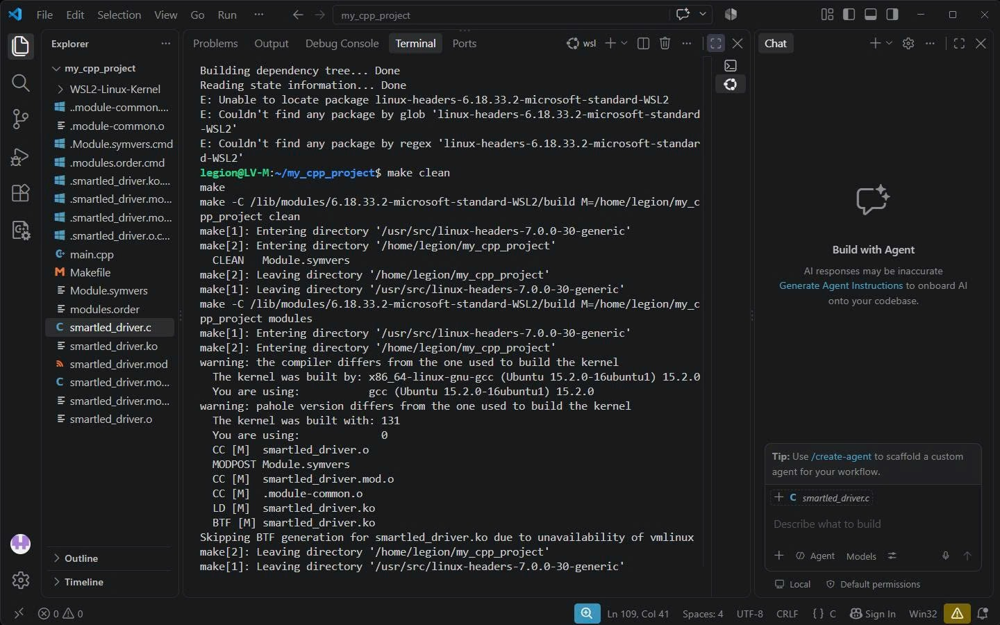 File Edit Selection View Go Run ... my_cpp_project
Explorer
my_cpp_project
WSL2-Linux-Kernel
..module-common....
.module-common.o
.Module.symvers.cmd
.modules.order.cmd
.smartled_driver.ko....
.smartled_driver.mo...
.smartled_driver.mo...
.smartled_driver.o.c...
main.cpp
Makefile
Module.symvers
modules.order
smartled_driver.c
smartled_driver.ko
smartled_driver.mod
smartled_driver.mo...
smartled_driver.mo...
smartled_driver.o
Outline
Timeline
Problems Output Debug Console Terminal Ports wsl
Building dependency tree... Done
Reading state information... Done
E: Unable to locate package linux-headers-6.18.33.2-microsoft-standard-WSL2
E: Couldn't find any package by glob 'linux-headers-6.18.33.2-microsoft-standard
-WSL2'
E: Couldn't find any package by regex 'linux-headers-6.18.33.2-microsoft-standar
d-WSL2'
legion@LV-M:~/my_cpp_project$ make clean
make
make -C /lib/modules/6.18.33.2-microsoft-standard-WSL2/build M=/home/legion/my_c
pp_project clean
make[1]: Entering directory '/usr/src/linux-headers-7.0.0-30-generic'
make[2]: Entering directory '/home/legion/my_cpp_project'
CLEAN Module.symvers
make[2]: Leaving directory '/home/legion/my_cpp_project'
make[1]: Leaving directory '/usr/src/linux-headers-7.0.0-30-generic'
make -C /lib/modules/6.18.33.2-microsoft-standard-WSL2/build M=/home/legion/my_c
pp_project modules
make[1]: Entering directory '/usr/src/linux-headers-7.0.0-30-generic'
make[2]: Entering directory '/home/legion/my_cpp_project'
warning: the compiler differs from the one used to build the kernel
The kernel was built by: x86_64-linux-gnu-gcc (Ubuntu 15.2.0-16ubuntu1) 15.2.0
You are using: gcc (Ubuntu 15.2.0-16ubuntu1) 15.2.0
warning: pahole version differs from the one used to build the kernel
The kernel was built with: 131
You are using: 0
CC [M] smartled_driver.o
MODPOST Module.symvers
CC [M] smartled_driver.mod.o
CC [M] .module-common.o
LD [M] smartled_driver.ko
BTF [M] smartled_driver.ko
Skipping BTF generation for smartled_driver.ko due to unavailability of vmlinux
make[2]: Leaving directory '/home/legion/my_cpp_project'
make[1]: Leaving directory '/usr/src/linux-headers-7.0.0-30-generic'
Chat
Build with Agent
AI responses may be inaccurate
Generate Agent Instructions to onboard AI
onto your codebase.
Tip: Use /create-agent to scaffold a custom
agent for your workflow.
C smartled_driver.c
Describe what to build
Agent Models
Local Default permissions
0 0 Ln 109, Col 41 Spaces: 4 UTF-8 CRLF {} C Sign In Win32